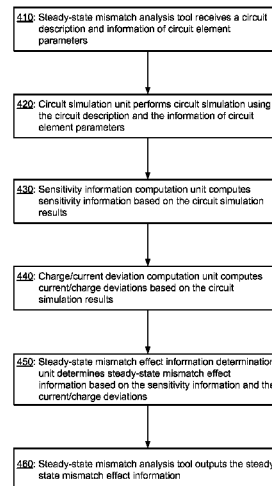 410: Steady-state mismatch analysis tool receives a circuit
description and information of circuit element
parameters
420: Circuit simulation unit performs circuit simulation using
the circuit description and the information of circuit
element parameters
430: Sensitivity information computation unit computes
sensitivity information based on the circuit simulation
results
440: Charge/current deviation computation unit computes
current/charge deviations based on the circuit
simulation results
450: Steady-state mismatch effect information determination
unit determines steady-state mismatch effect
information based on the sensitivity information and the
current/charge deviations
460: Steady-state mismatch analysis tool outputs the steady
state mismatch effect information